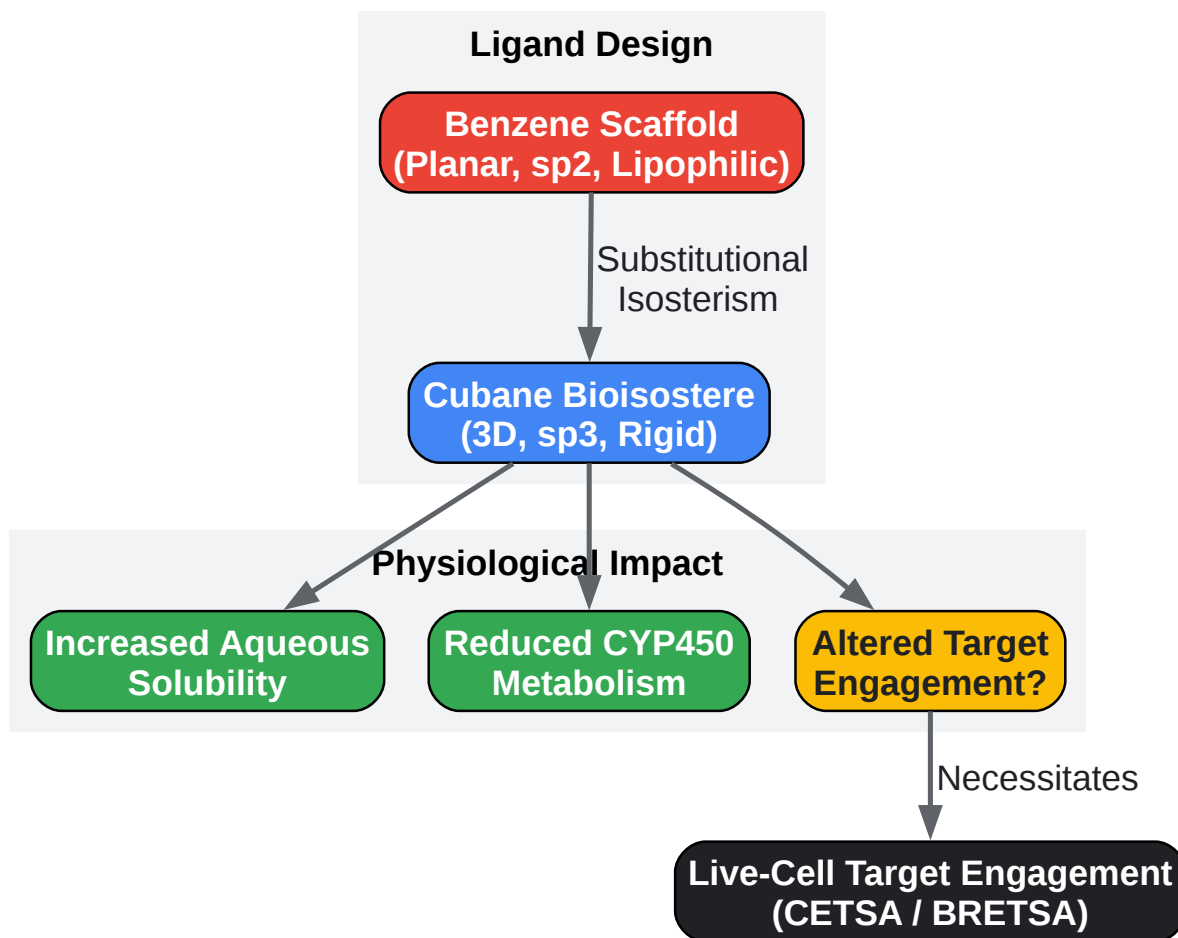 Ligand Design
Benzene Scaffold
(Planar, sp2, Lipophilic)
Substitutional
Isosterism
Cubane Bioisostere
(3D, sp3, Rigid)
Physiological Impact
Increased Aqueous
Solubility
Reduced CYP450
Metabolism
Altered Target
Engagement?
Necessitates
Live-Cell Target Engagement
(CETSA / BRETSA)